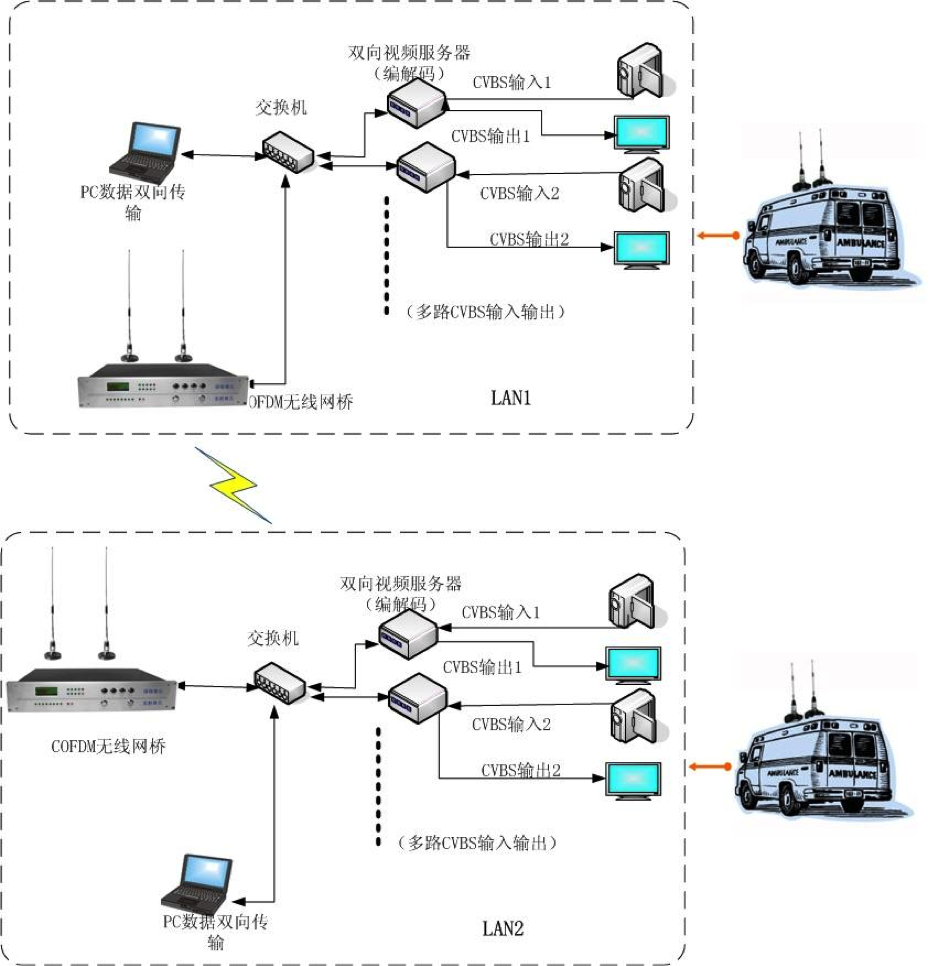 双向视频服务器
（编解码）
CVBS输入1
交换机
CVBS输出1
PC数据双向传
输
CVBS输入2
AMBULANCE
AMBULANCE
CVBS输出2
（多路CVBS输入输出）
OFDM无线网桥
LAN1
双向视频服务器
（编解码）
CVBS输入1
交换机
CVBS输出1
CVBS输入2
COFDM无线网桥
CVBS输出2
AMBULANCE
AMBULANCE
（多路CVBS输入输出）
PC数据双向传
输
LAN2